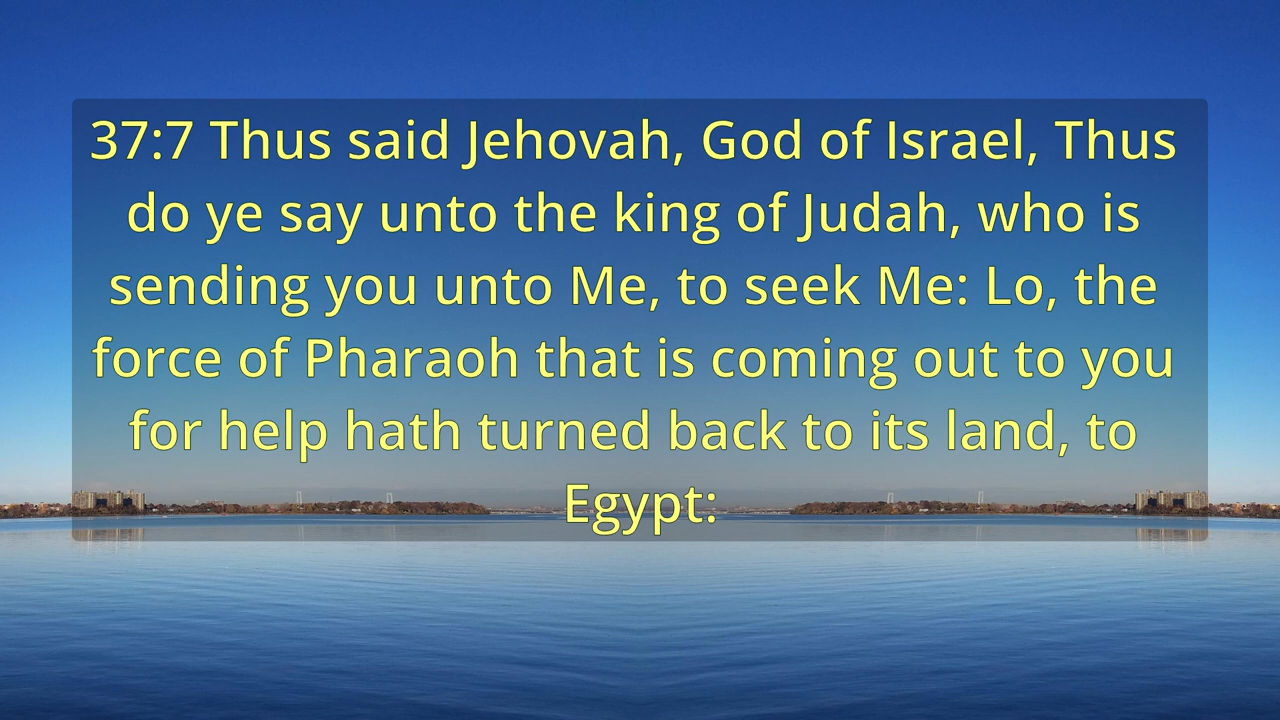 37:7 Thus said Jehovah, God of Israel, Thus
do ye say unto the king of Judah, who is
sending you unto Me, to seek Me: Lo, the
force of Pharaoh that is coming out to you
for help hath turned back to its land, to
Egypt: